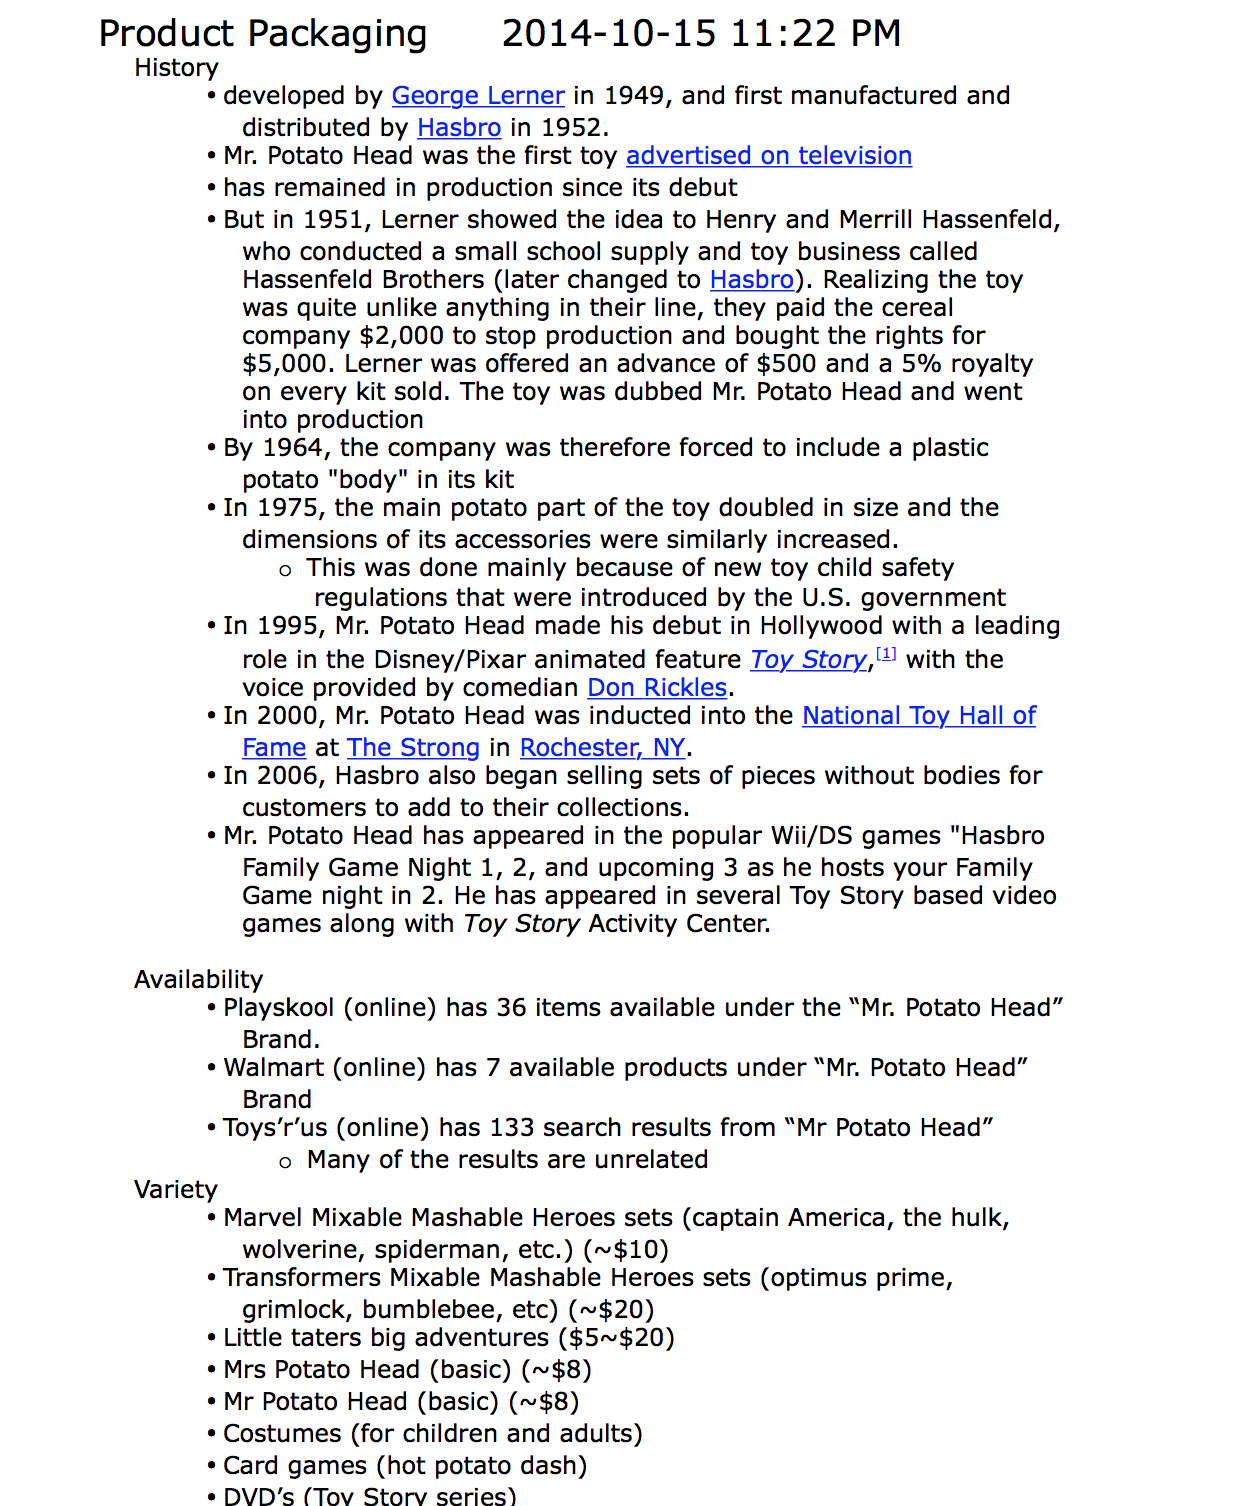 Product Packaging 2014-10-15 11:22 PM
History
• developed by George Lerner in 1949, and first manufactured and
distributed by Hasbro in 1952.
• Mr. Potato Head was the first toy advertised on television
• has remained in production since its debut
• But in 1951, Lerner showed the idea to Henry and Merrill Hassenfeld,
who conducted a small school supply and toy business called
Hassenfeld Brothers (later changed to Hasbro). Realizing the toy
was quite unlike anything in their line, they paid the cereal
company $2,000 to stop production and bought the rights for
$5,000. Lerner was offered an advance of $500 and a 5% royalty
on every kit sold. The toy was dubbed Mr. Potato Head and went
into production
• By 1964, the company was therefore forced to include a plastic
potato "body" in its kit
• In 1975, the main potato part of the toy doubled in size and the
dimensions of its accessories were similarly increased.
o This was done mainly because of new toy child safety
regulations that were introduced by the U.S. government
• In 1995, Mr. Potato Head made his debut in Hollywood with a leading
role in the Disney/Pixar animated feature Toy Story,[1] with the
voice provided by comedian Don Rickles.
• In 2000, Mr. Potato Head was inducted into the National Toy Hall of
Fame at The Strong in Rochester, NY.
• In 2006, Hasbro also began selling sets of pieces without bodies for
customers to add to their collections.
• Mr. Potato Head has appeared in the popular Wii/DS games "Hasbro
Family Game Night 1, 2, and upcoming 3 as he hosts your Family
Game night in 2. He has appeared in several Toy Story based video
games along with Toy Story Activity Center.
Availability
• Playskool (online) has 36 items available under the “Mr. Potato Head”
Brand.
• Walmart (online) has 7 available products under “Mr. Potato Head”
Brand
• Toys’r’us (online) has 133 search results from “Mr Potato Head”
o Many of the results are unrelated
Variety
• Marvel Mixable Mashable Heroes sets (captain America, the hulk,
wolverine, spiderman, etc.) (~$10)
• Transformers Mixable Mashable Heroes sets (optimus prime,
grimlock, bumblebee, etc) (~$20)
• Little taters big adventures ($5~$20)
• Mrs Potato Head (basic) (~$8)
• Mr Potato Head (basic) (~$8)
• Costumes (for children and adults)
• Card games (hot potato dash)
• DVD’s (Toy Story series)